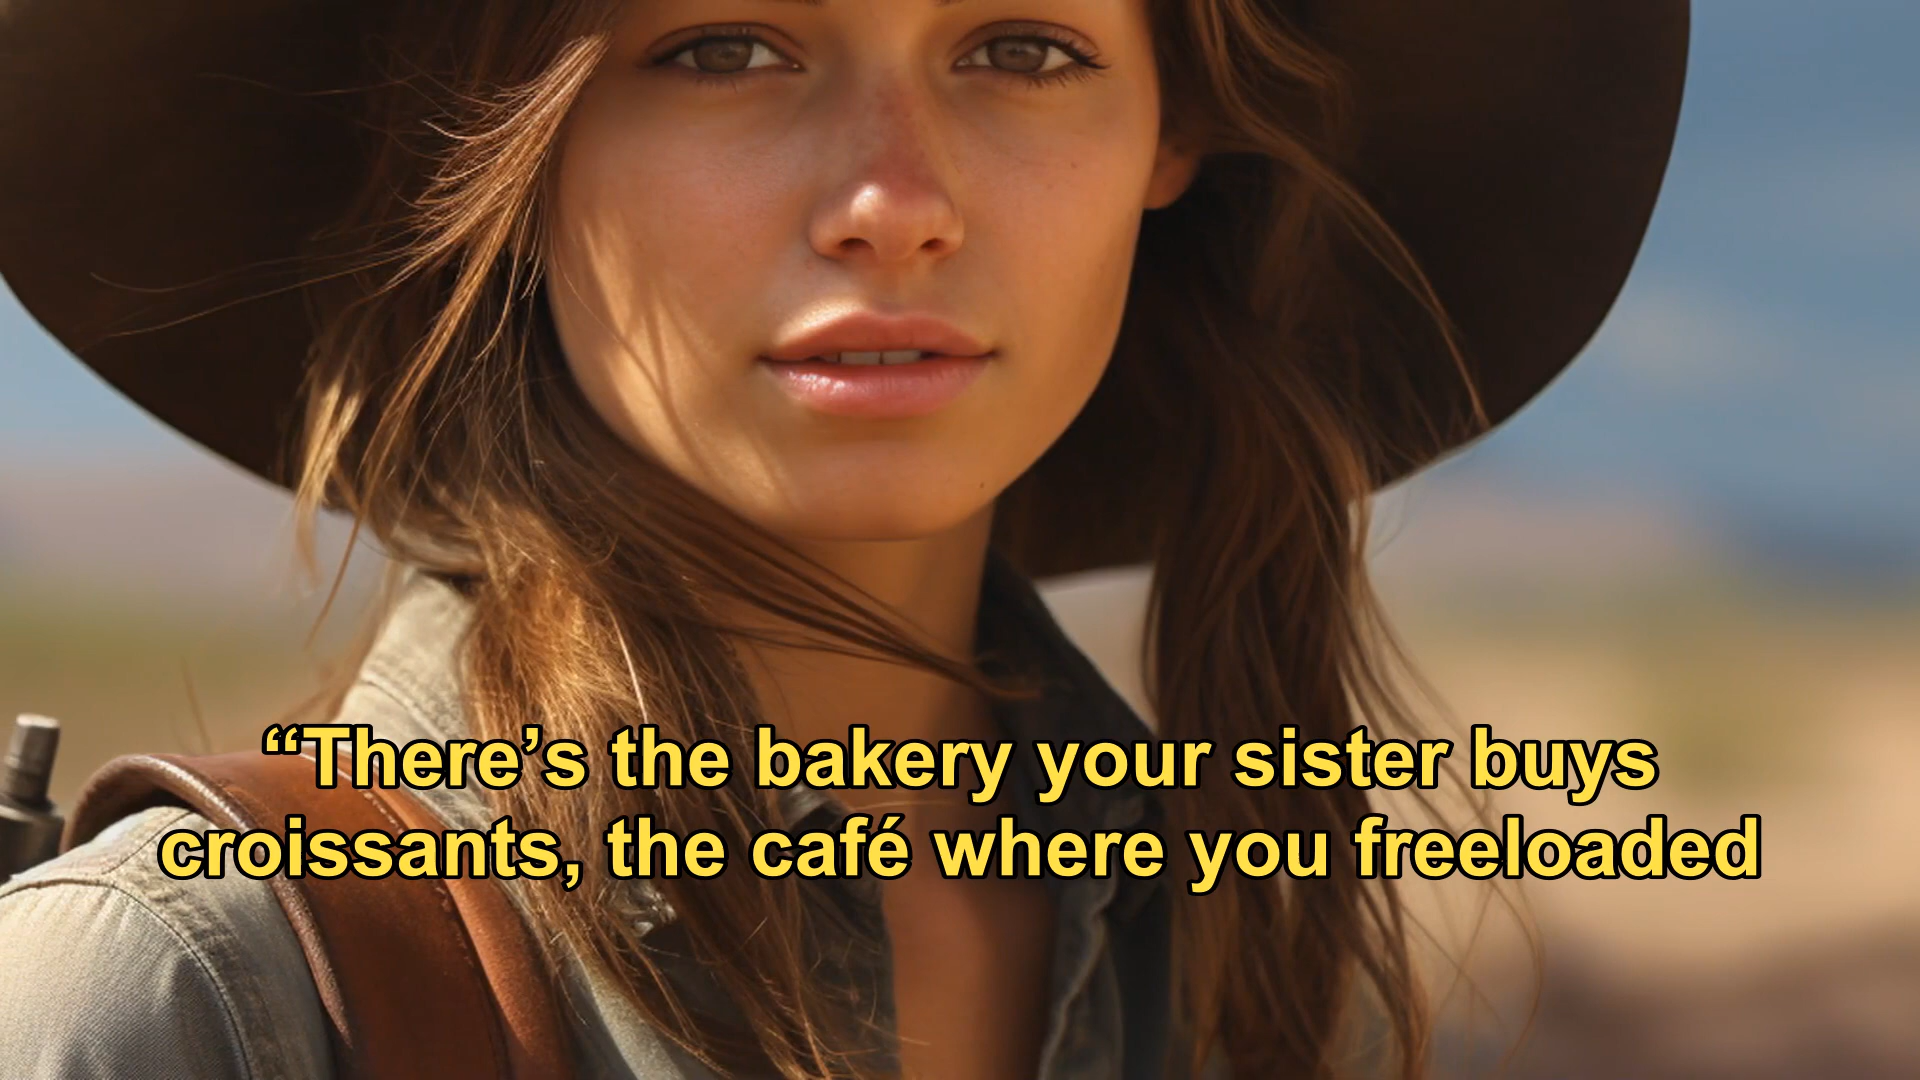 “There’s the bakery your sister buys
croissants, the café where you freeloaded